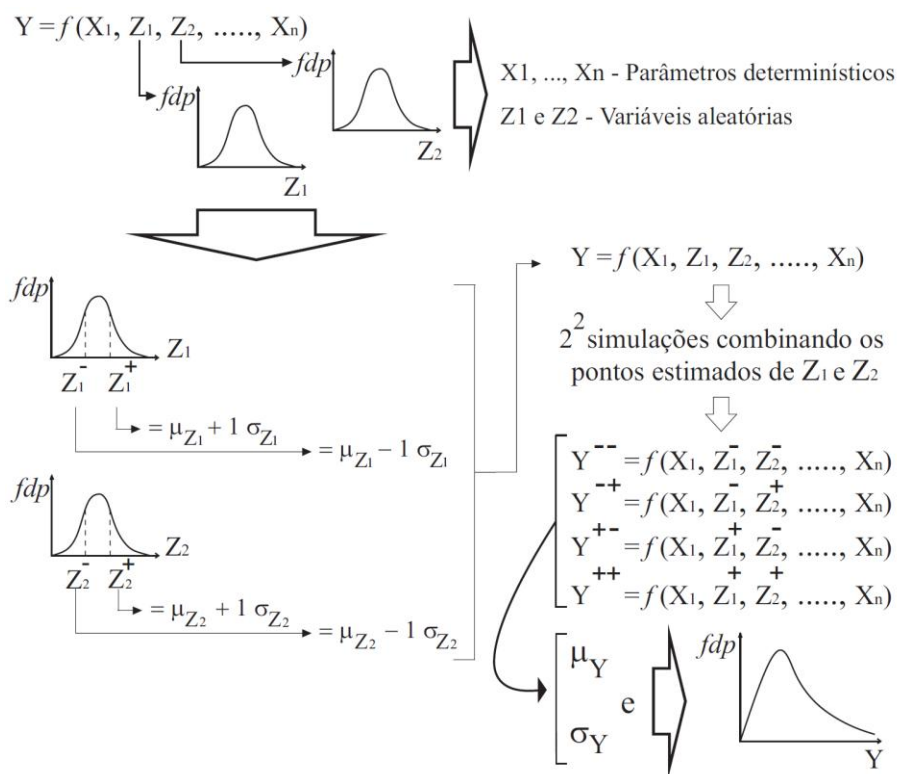 Y = f (X1, Z1, Z2, ....., Xn)
fdp
Z2
fdp
Z1
X1, ..., Xn - Parâmetros determinísticos
Z1 e Z2 - Variáveis aleatórias
fdp
Z1
Z1- Z1+
= μZ1 + 1 σZ1
= μZ1 − 1 σZ1
fdp
Z2
Z2- Z2+
= μZ2 + 1 σZ2
= μZ2 − 1 σZ2
Y = f (X1, Z1, Z2, ....., Xn)
2² simulações combinando os
pontos estimados de Z1 e Z2
Y-- = f (X1, Z1-, Z2-, ....., Xn)
Y-+ = f (X1, Z1-, Z2+, ....., Xn)
Y+- = f (X1, Z1+, Z2-, ....., Xn)
Y++ = f (X1, Z1+, Z2+, ....., Xn)
μY
e
σY
fdp
Y